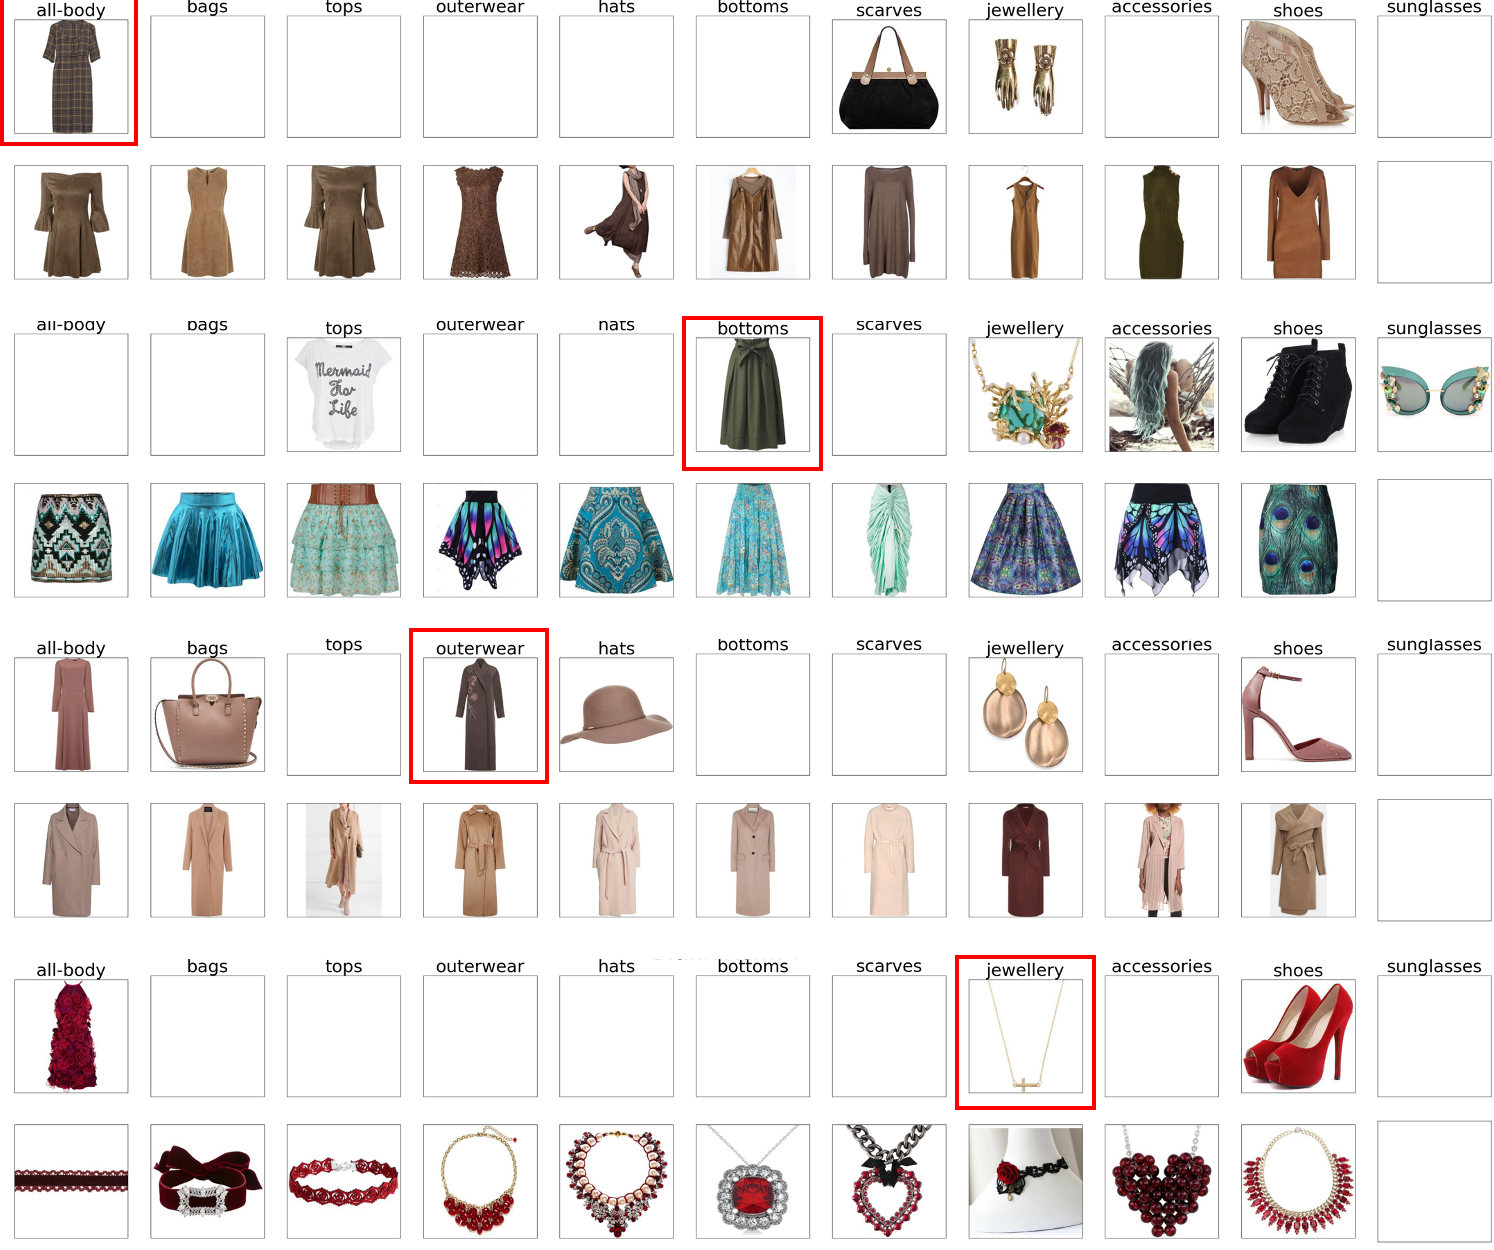 all-body bags tops outerwear hats bottoms scarves jewellery accessories shoes sunglasses
all-body bags tops outerwear hats bottoms scarves jewellery accessories shoes sunglasses
Mermaid
For
Life
all-body bags tops outerwear hats bottoms scarves jewellery accessories shoes sunglasses
all-body bags tops outerwear hats bottoms scarves jewellery accessories shoes sunglasses